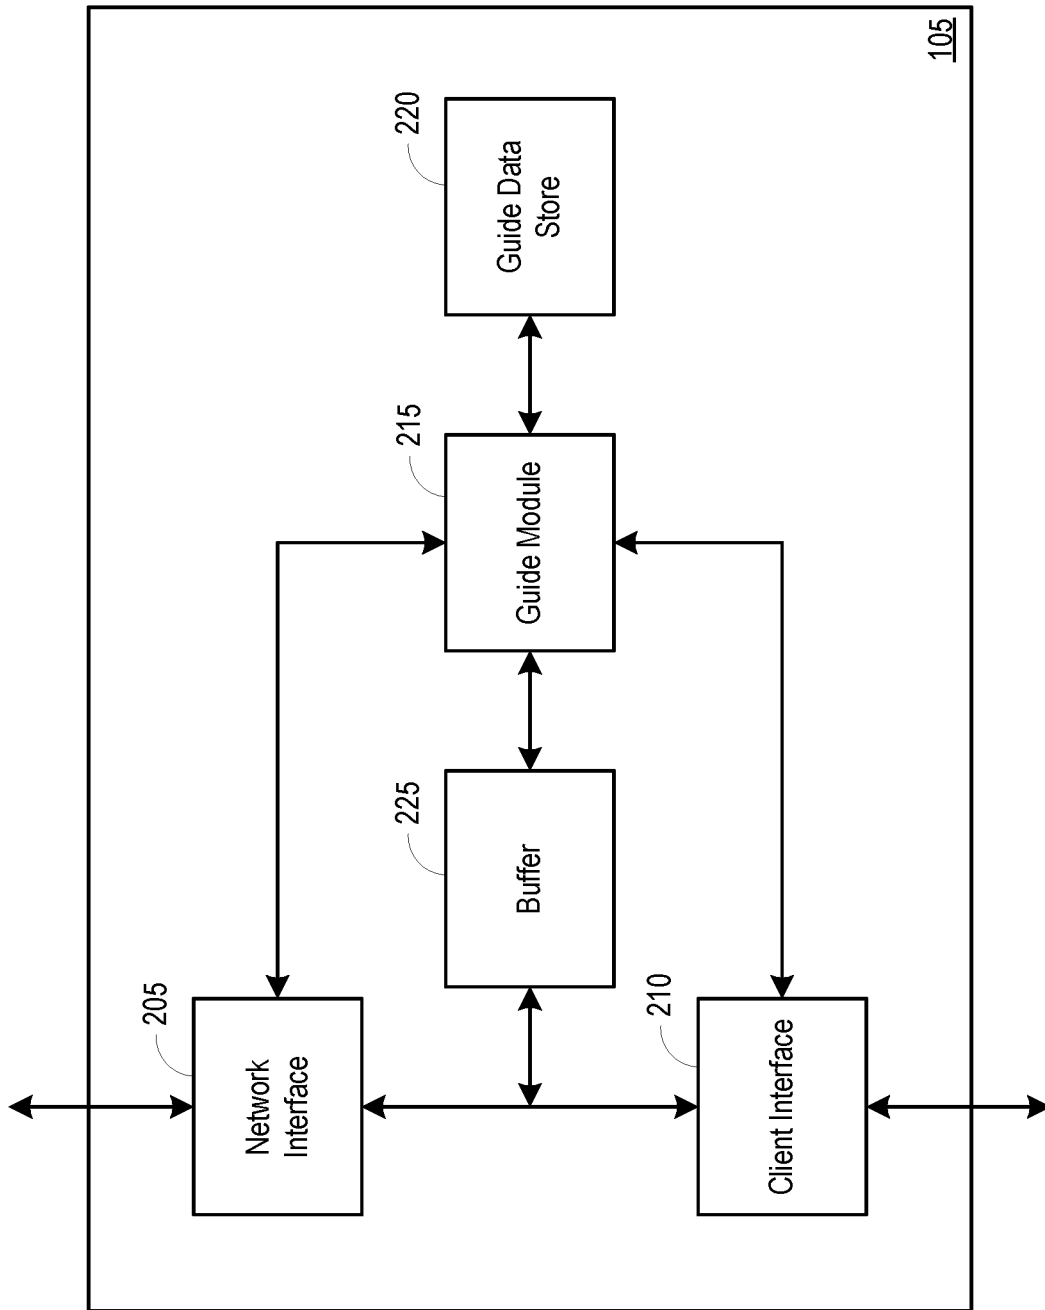 105
220
Guide Data
Store
215
Guide Module
225
Buffer
205
Network
Interface
210
Client Interface